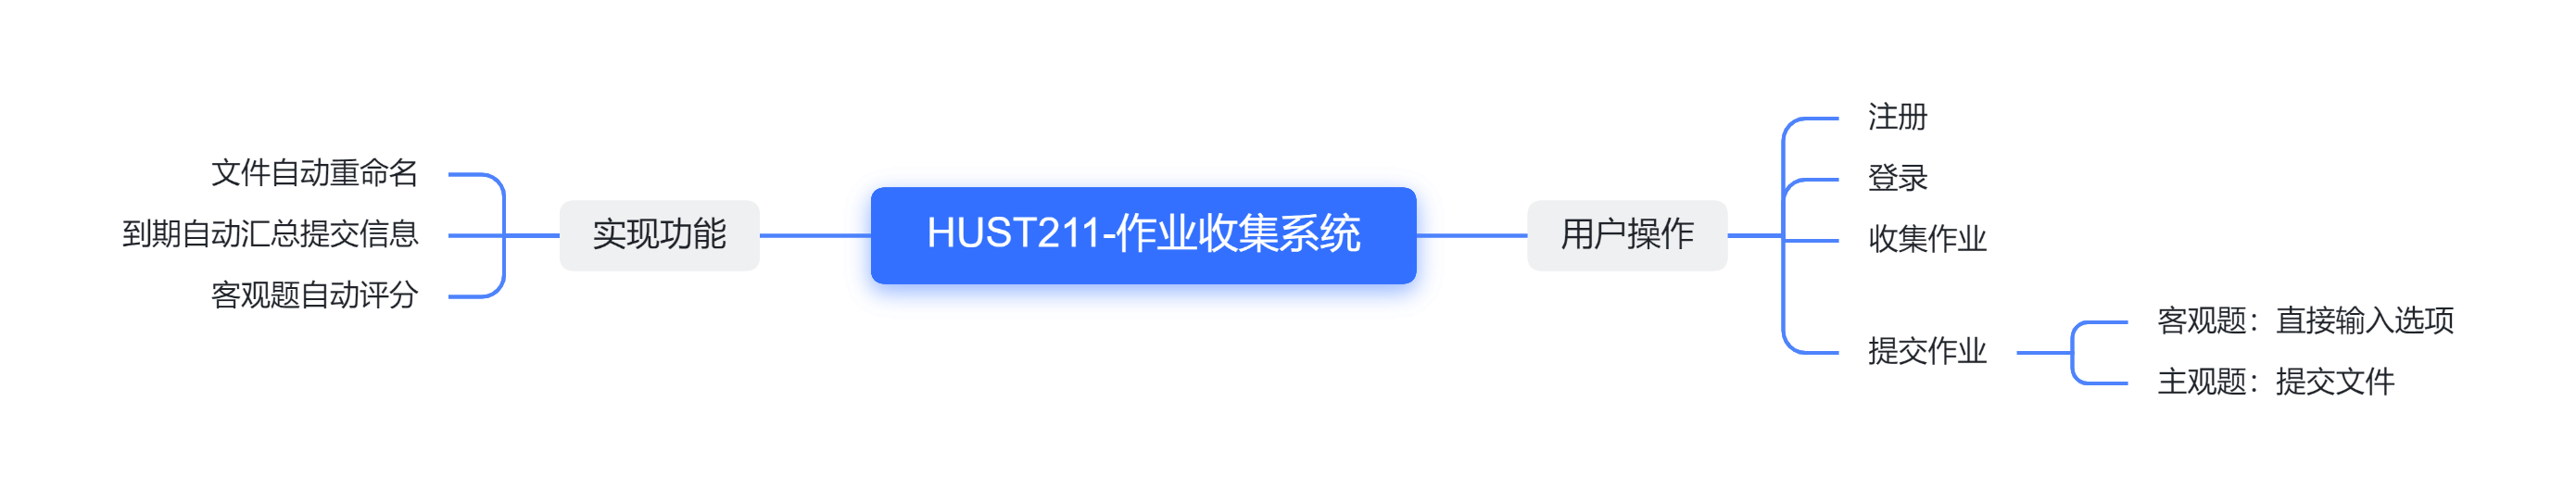 HUST211-作业收集系统
实现功能
文件自动重命名
到期自动汇总提交信息
客观题自动评分
用户操作
注册
登录
收集作业
提交作业
客观题：直接输入选项
主观题：提交文件